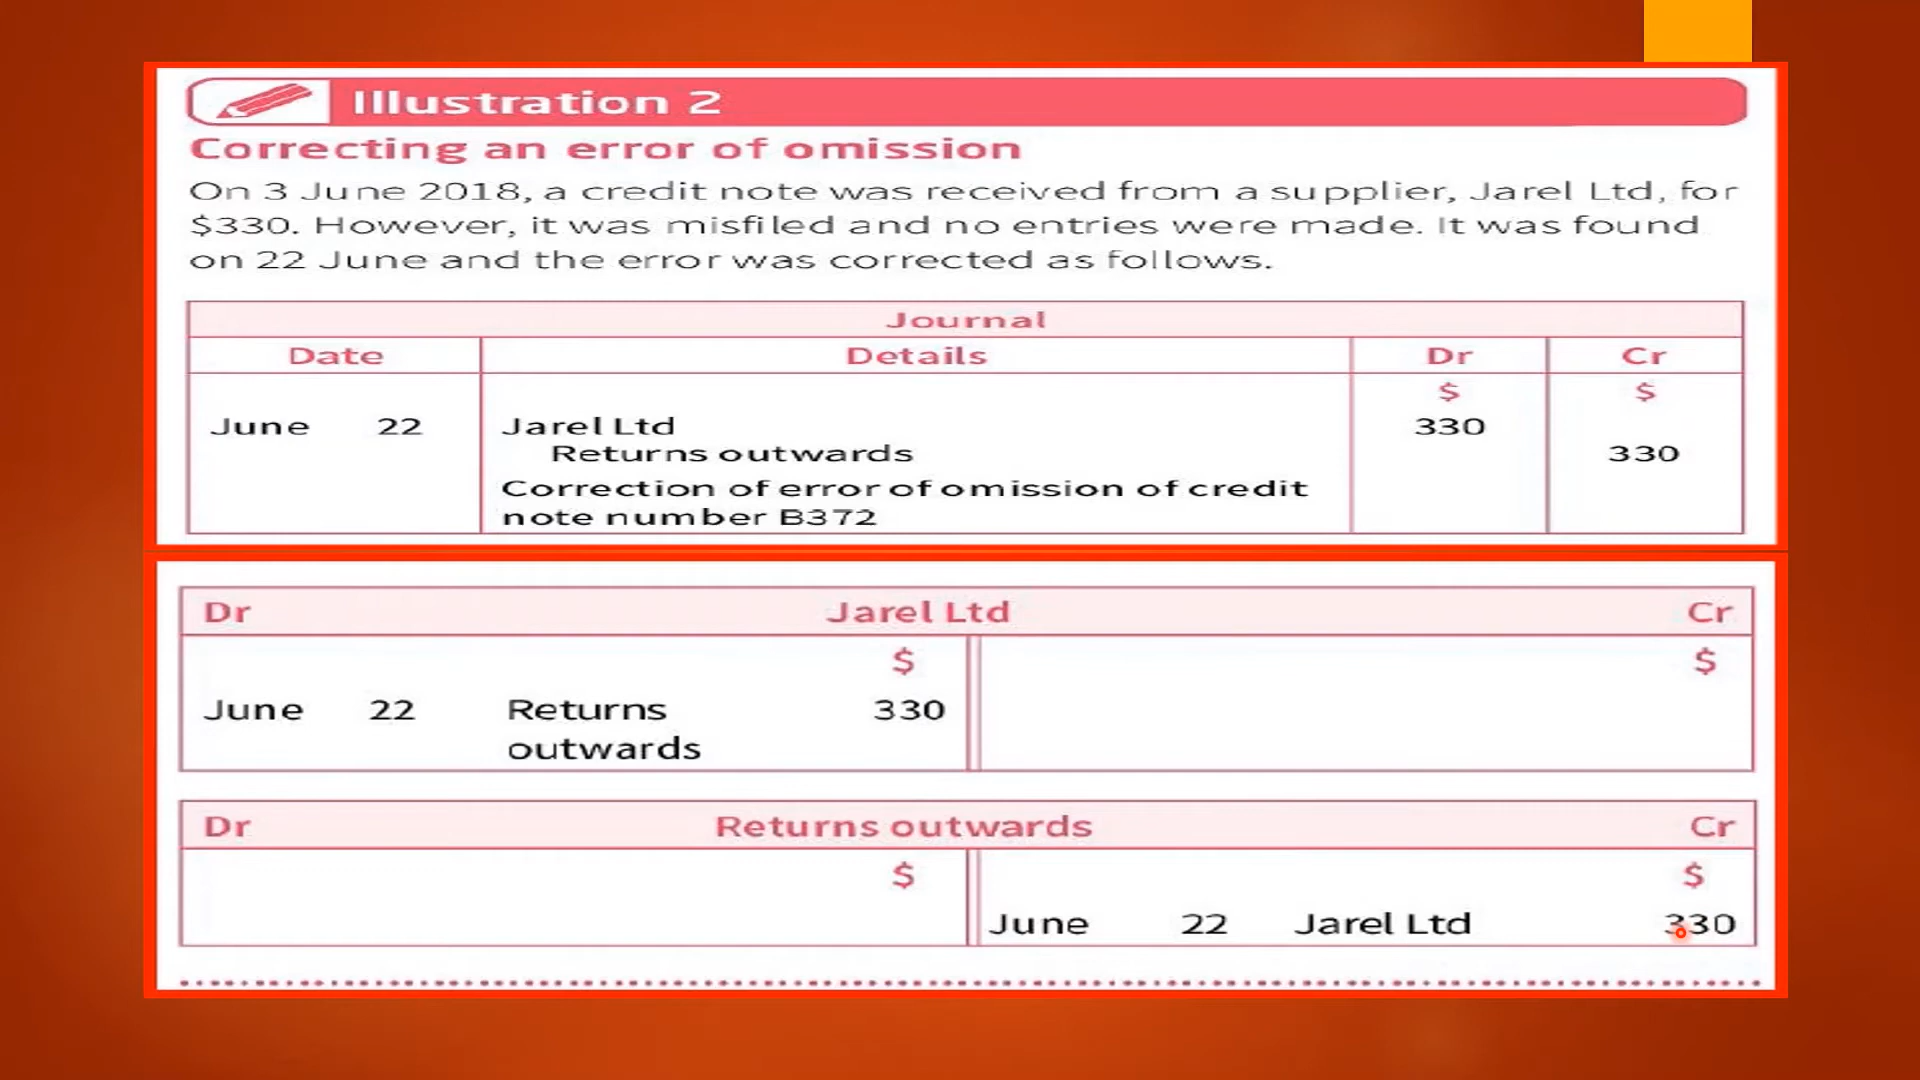 Illustration 2
Correcting an error of omission
On 3 June 2018, a credit note was received from a supplier, Jarel Ltd, for
$330. However, it was misfiled and no entries were made. It was found
on 22 June and the error was corrected as follows.
Journal
Date Details Dr Cr
$ $
June 22 Jarel Ltd 330
Returns outwards 330
Correction of error of omission of credit
note number B372
Dr Jarel Ltd Cr
$ $
June 22 Returns 330
outwards
Dr Returns outwards Cr
$ $
June 22 Jarel Ltd 330